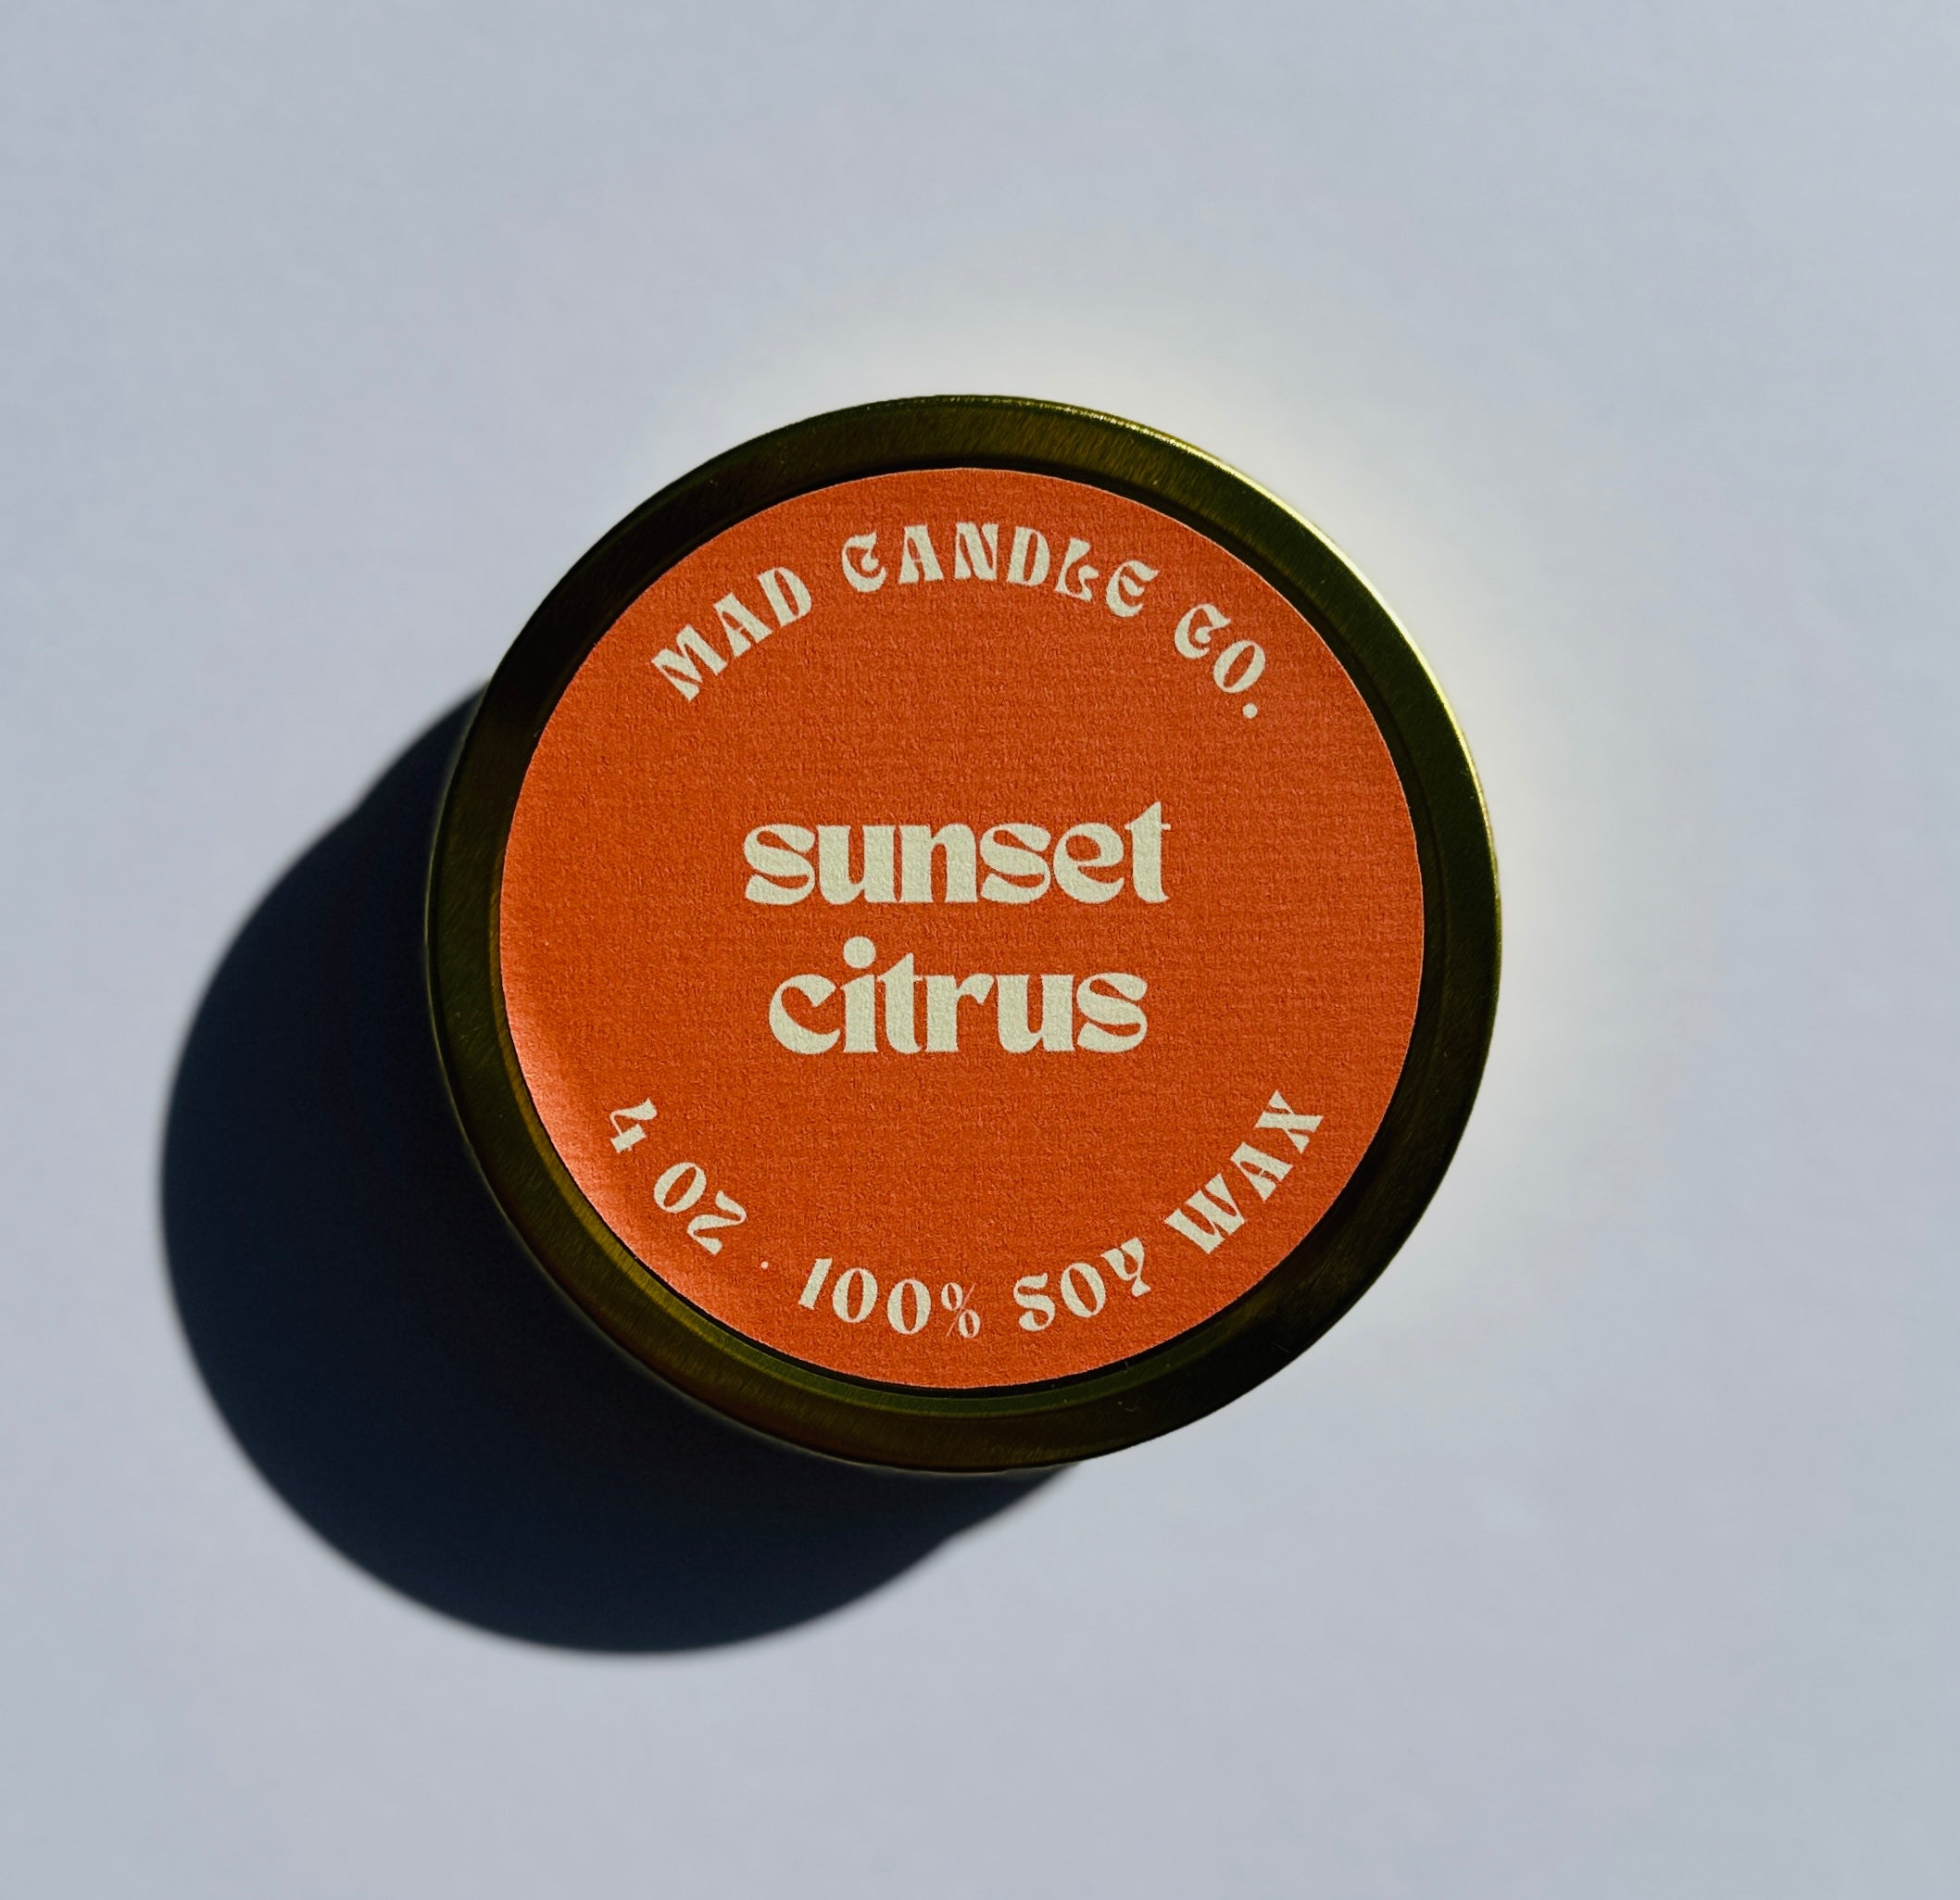 MAD CANDLE CO.
sunset
citrus
4 OZ · 100% SOY WAX